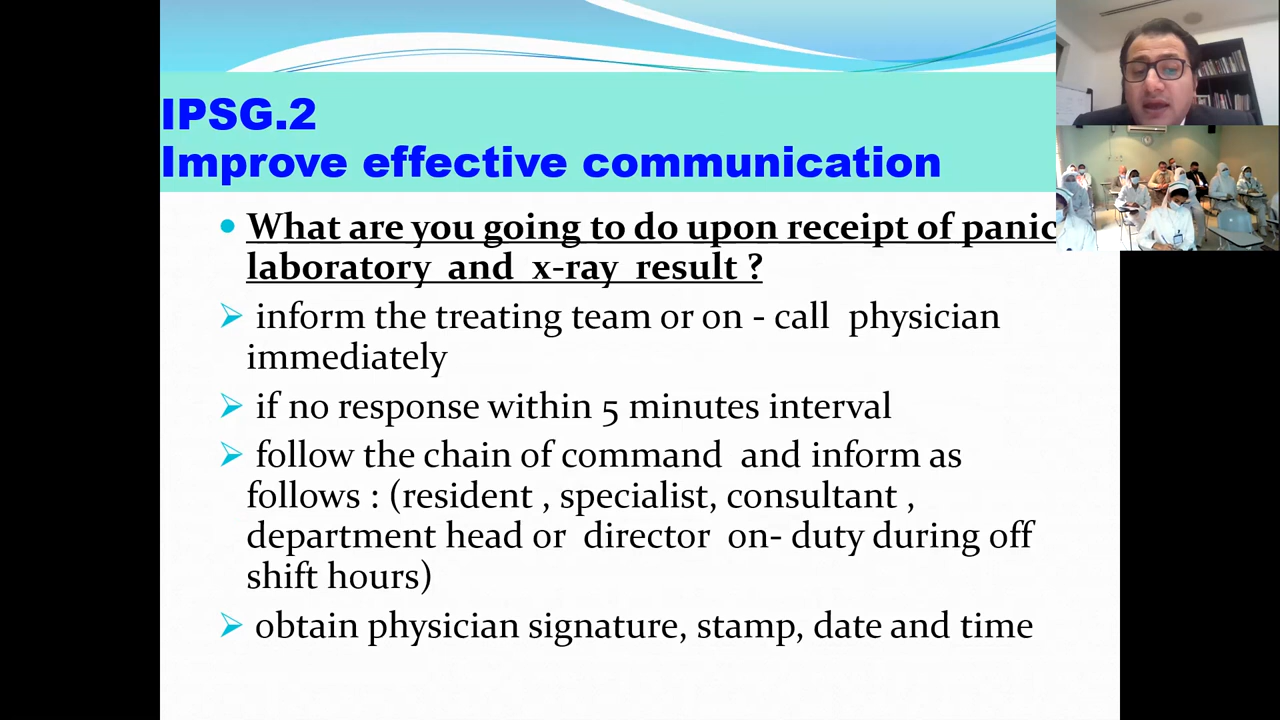 IPSG.2
Improve effective communication
What are you going to do upon receipt of panic
laboratory and x-ray result ?
inform the treating team or on - call physician
immediately
if no response within 5 minutes interval
follow the chain of command and inform as
follows : (resident , specialist, consultant ,
department head or director on- duty during off
shift hours)
obtain physician signature, stamp, date and time